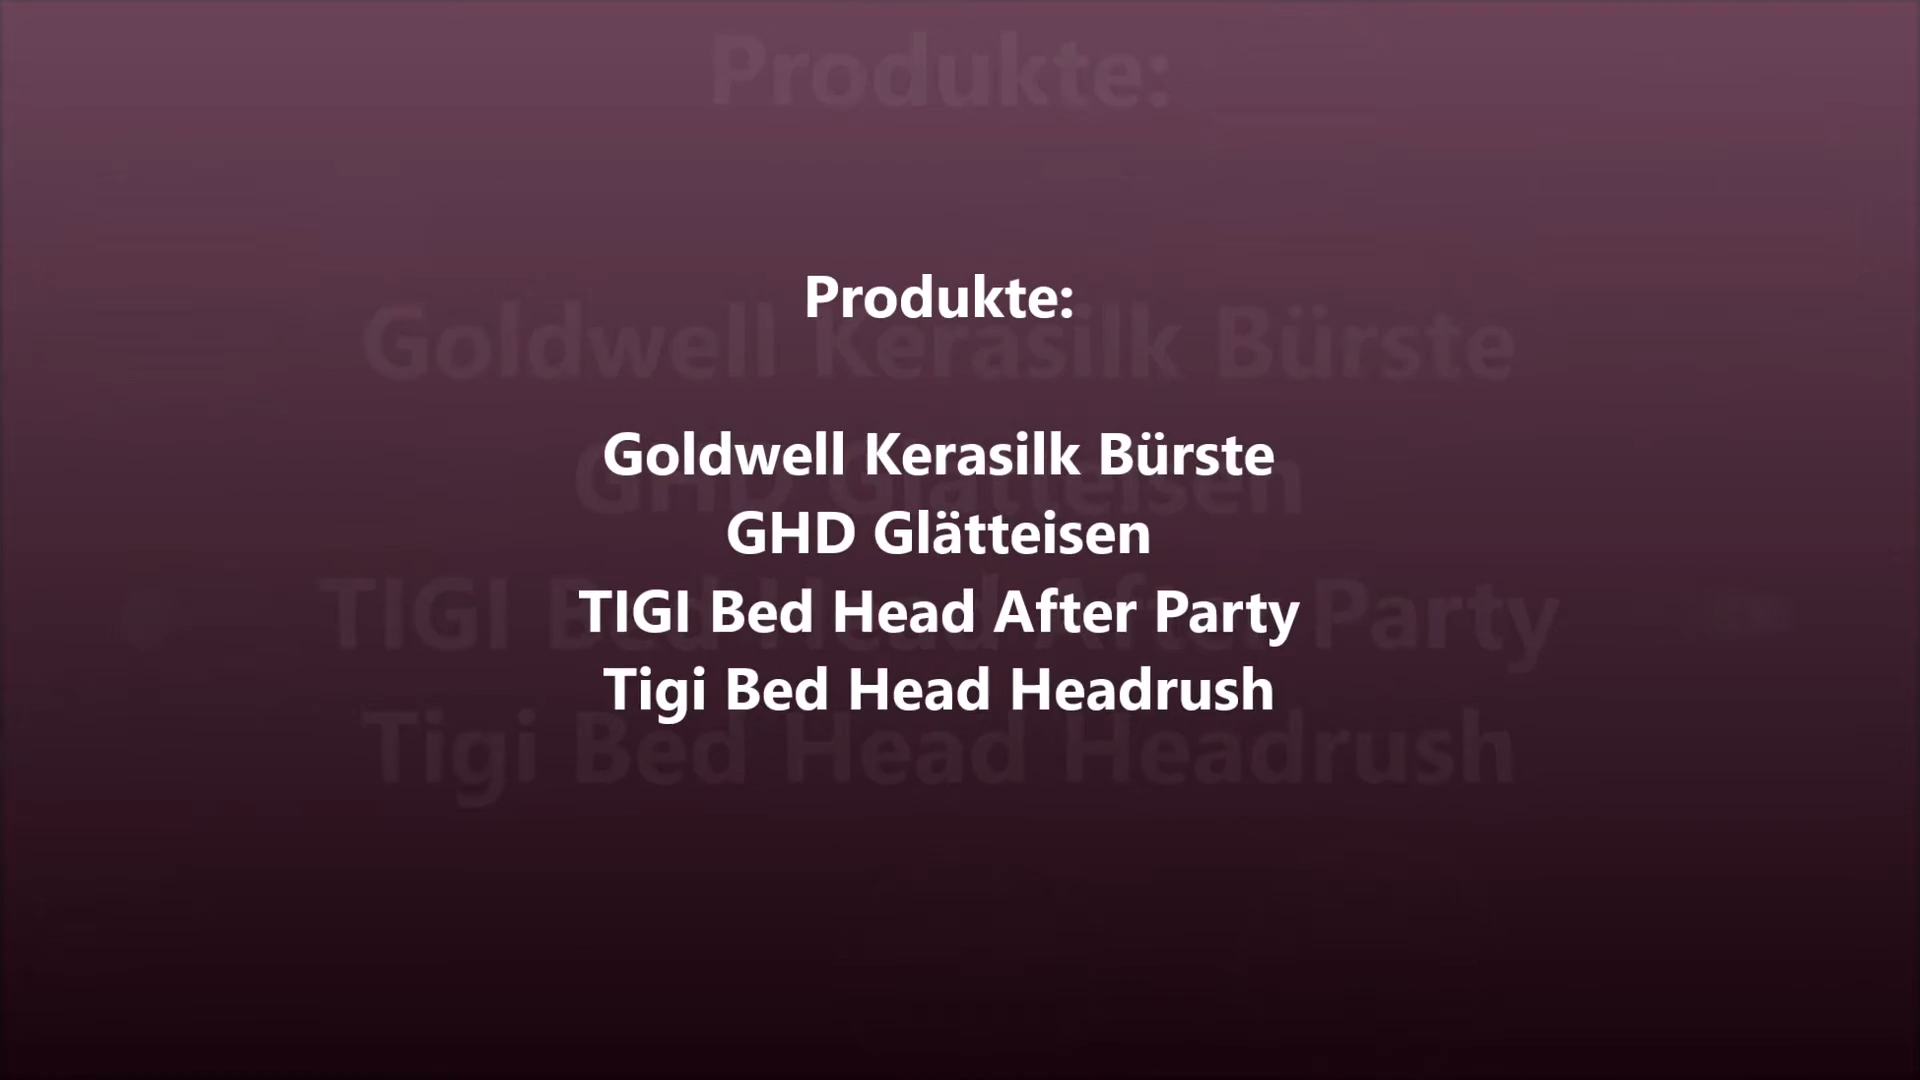 Produkte:
Goldwell Kerasilk Bürste
GHD Glätteisen
TIGI Bed Head After Party
Tigi Bed Head Headrush